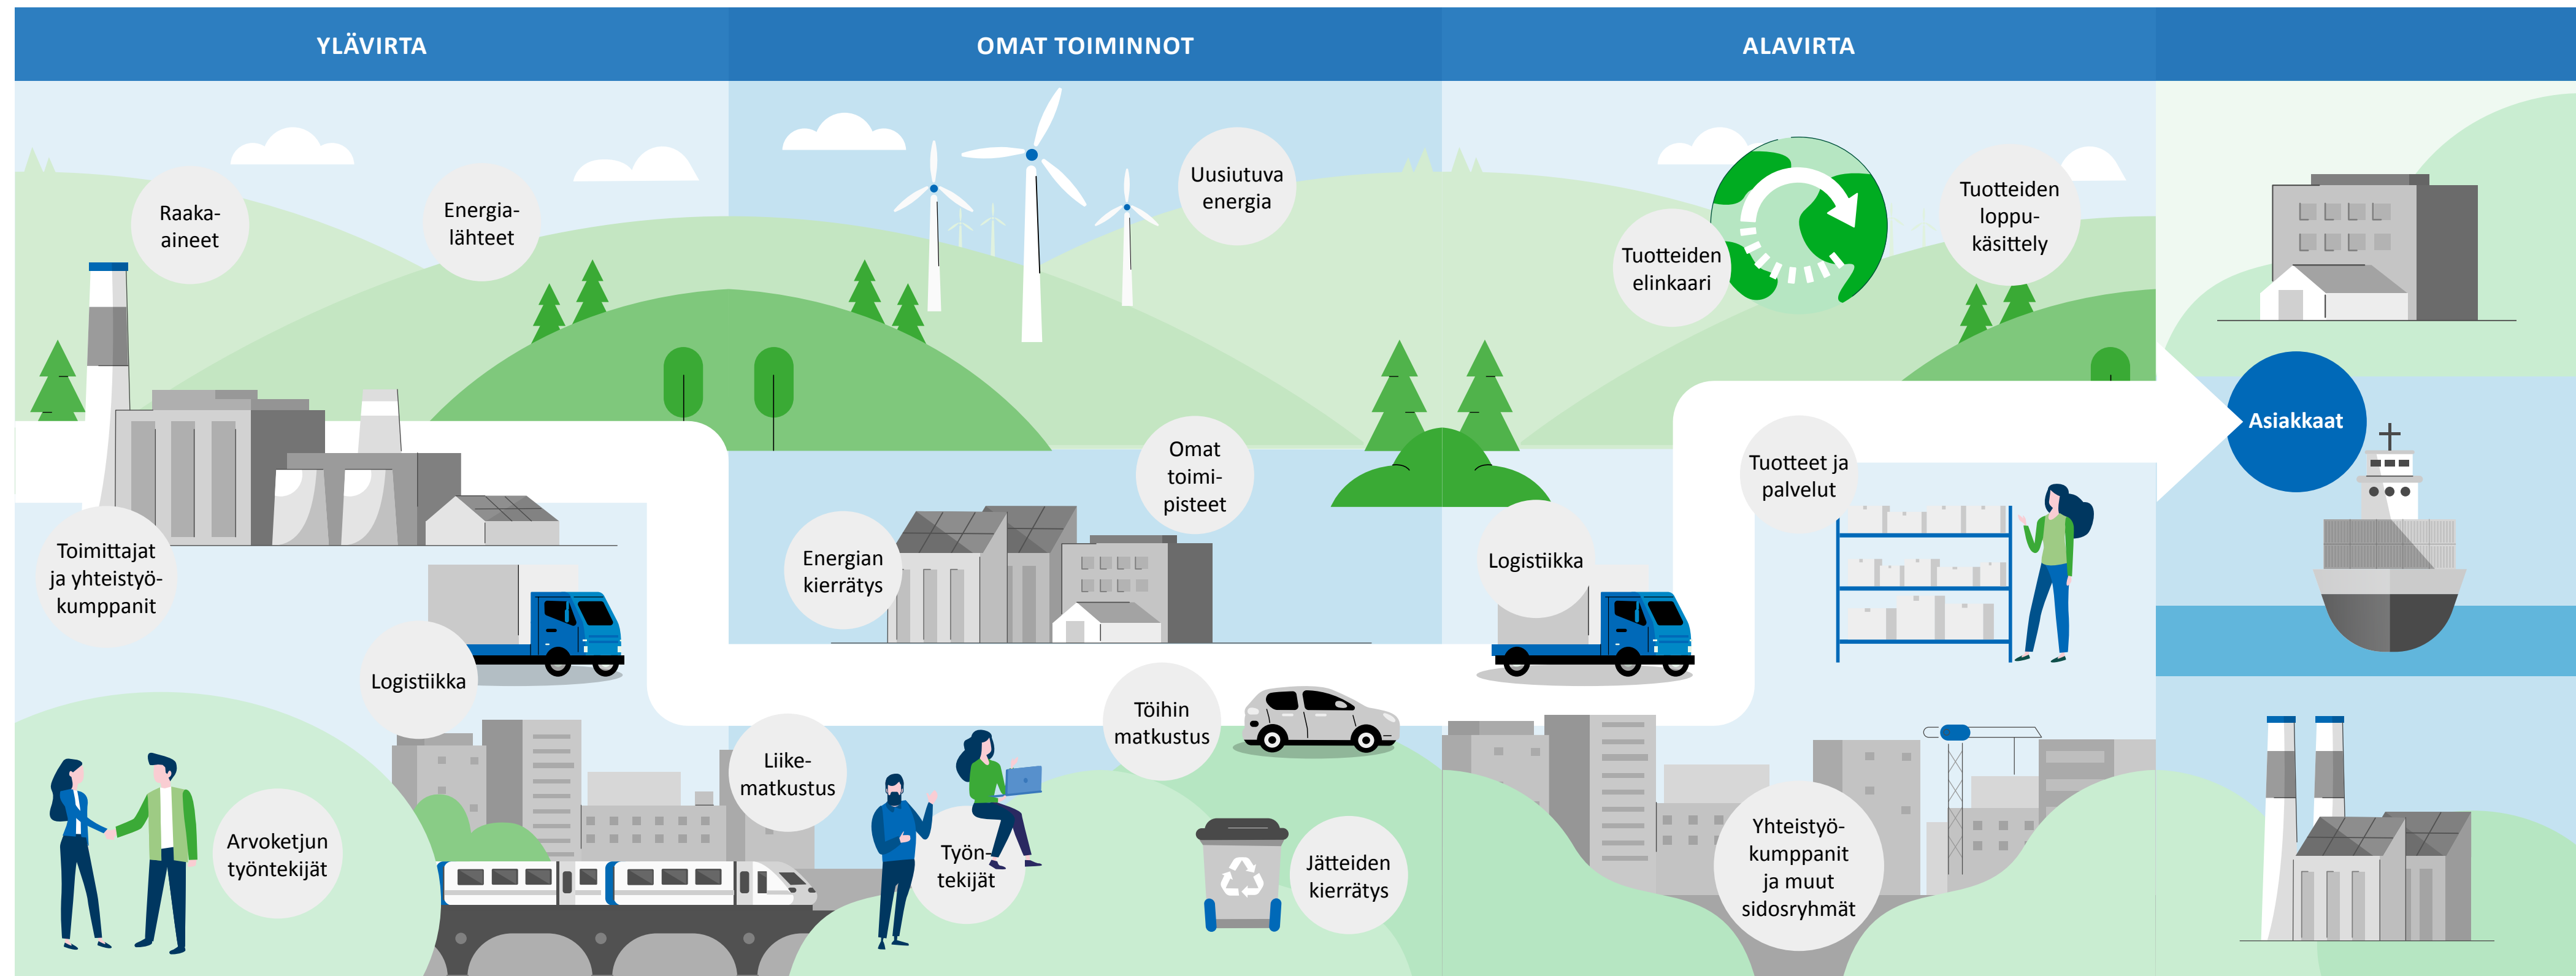 YLÄVIRTA
OMAT TOIMINNOT
ALAVIRTA
Raaka-
aineet
Energia-
lähteet
Toimittajat
ja yhteistyö-
kumppanit
Logistiikka
Arvoketjun
työntekijät
Uusiutuva
energia
Omat
toimi-
pisteet
Energian
kierrätys
Töihin
matkustus
Liike-
matkustus
Työn-
tekijät
Jätteiden
kierrätys
Tuotteiden
elinkaari
Tuotteiden
loppu-
käsittely
Tuotteet ja
palvelut
Logistiikka
Yhteistyö-
kumppanit
ja muut
sidosryhmät
Asiakkaat